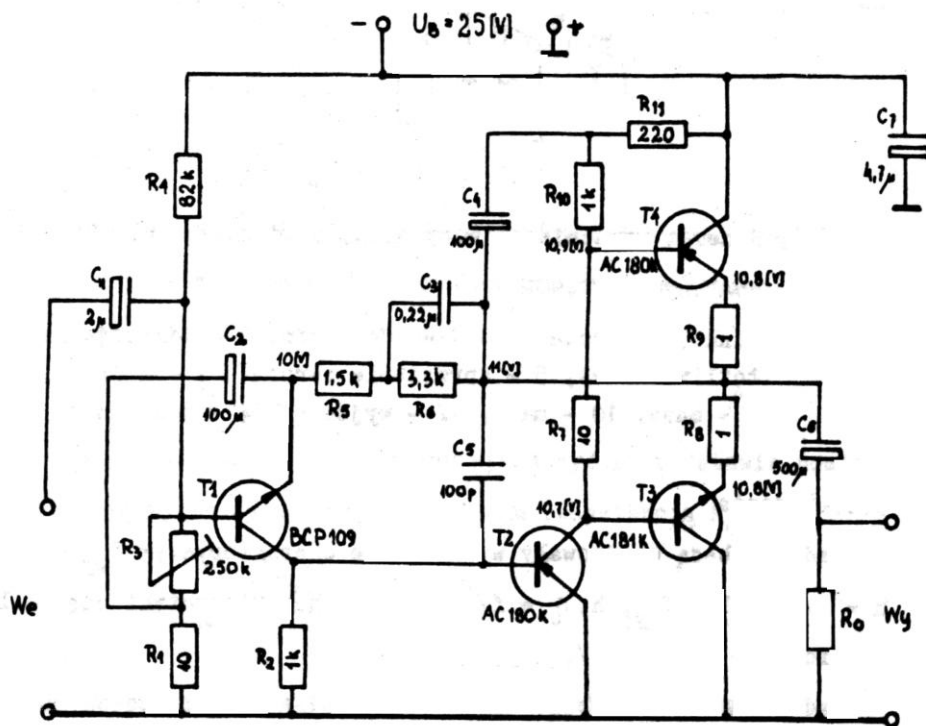 − U_B = 25 [V] +
R11
220
C7
4,7μ
R4
82k
C4
100μ
R10
1k
T4
10,9[V]
AC180k
10,8[V]
C1
2μ
C3
0,22μ
C2
100μ
10[V]
1,5k
R5
3,3k
R6
11[V]
R9
1
R7
10
R8
1
C6
500μ
C5
100p
T1
BCP109
R3
250k
10,7[V]
T2
AC180k
T3
AC181k
10,8[V]
We
R1
10
R2
1k
R0
Wy